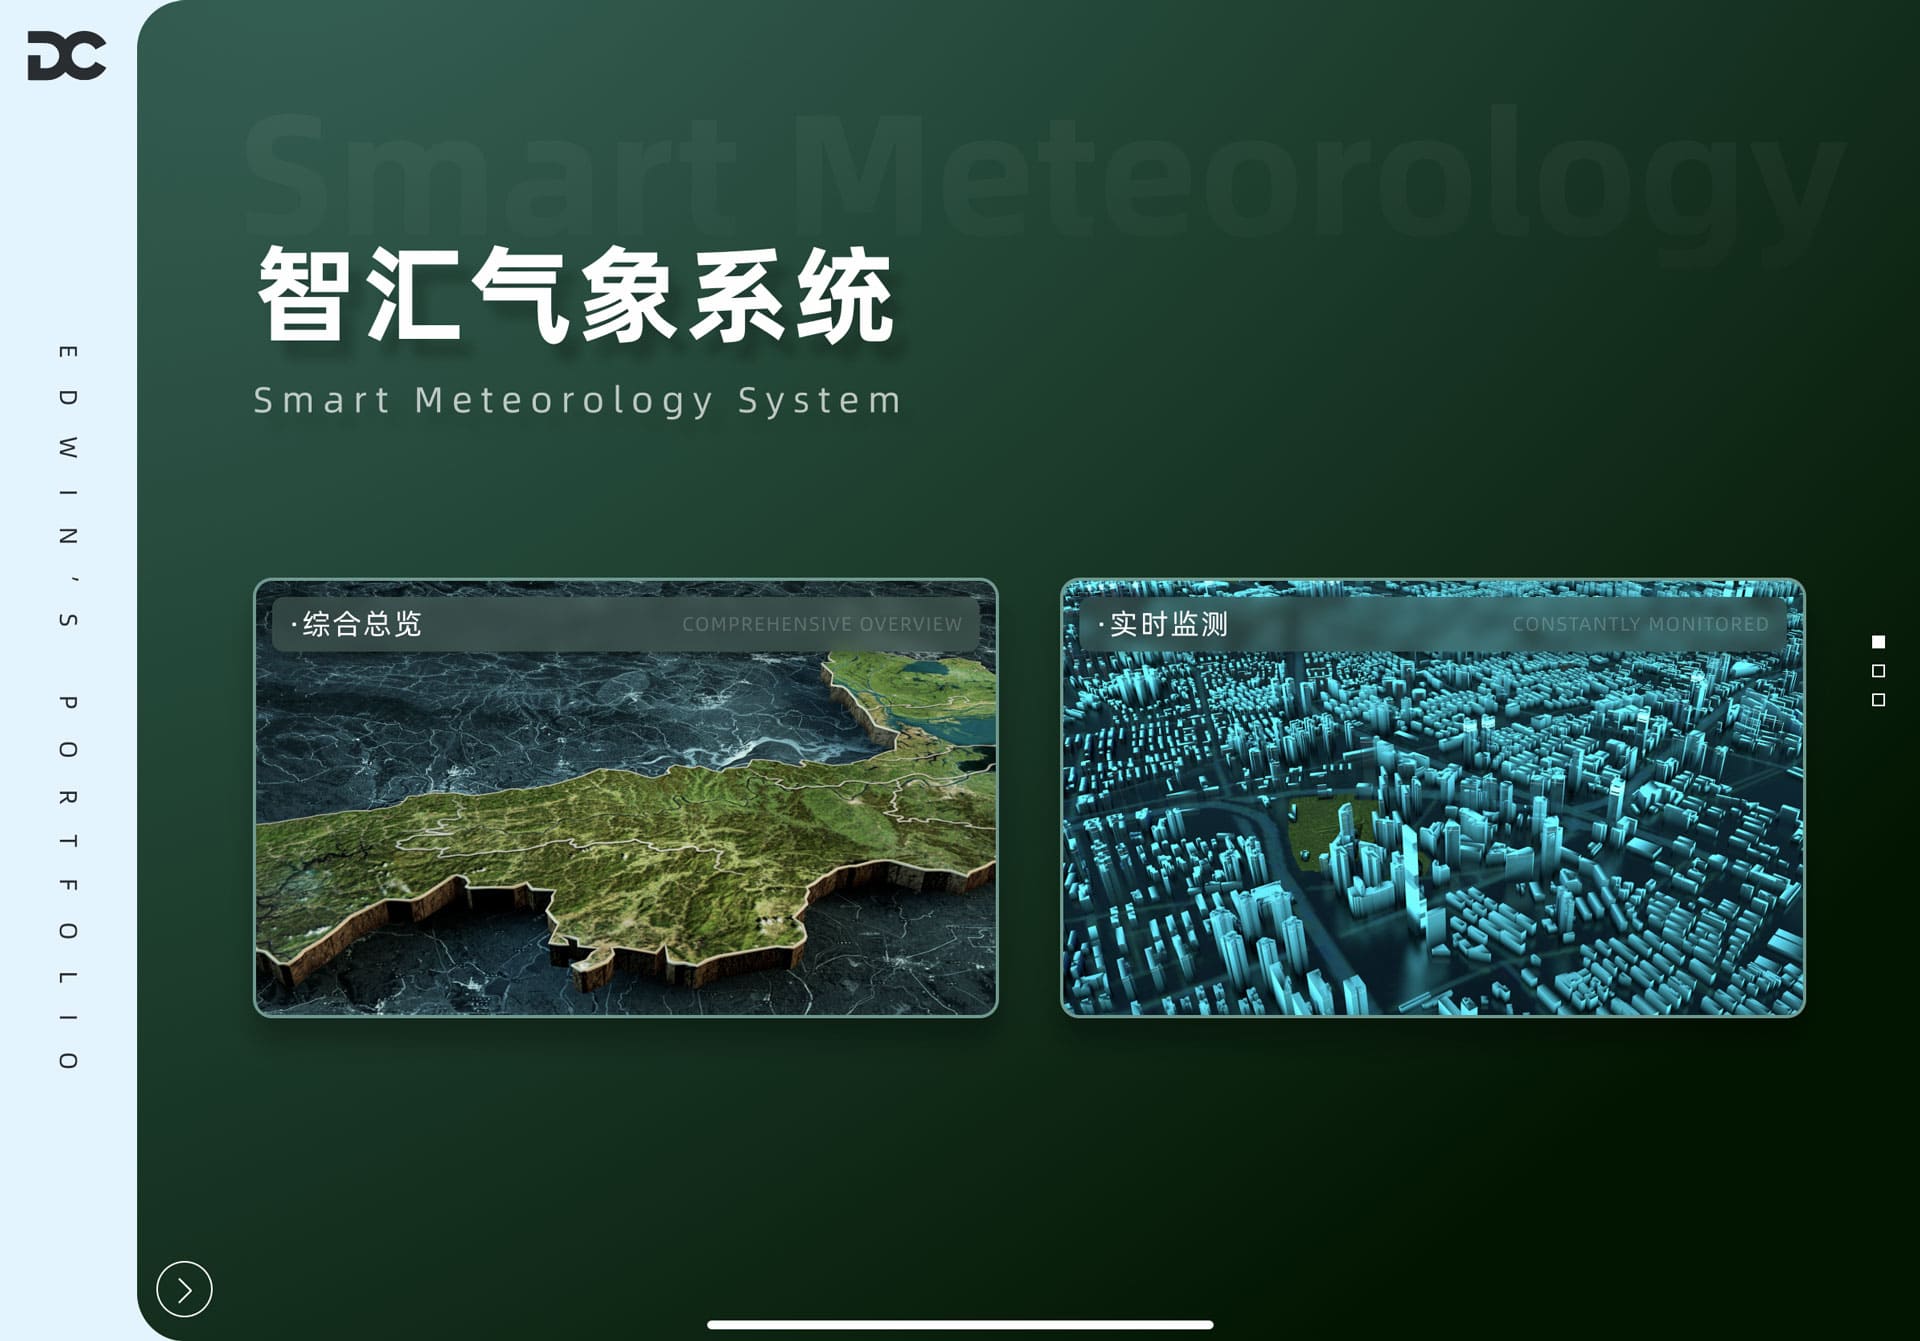 DC
EDWIN'S PORTFOLIO
Smart Meteorology
智汇气象系统
Smart Meteorology System
·综合总览
COMPREHENSIVE OVERVIEW
·实时监测
CONSTANTLY MONITORED